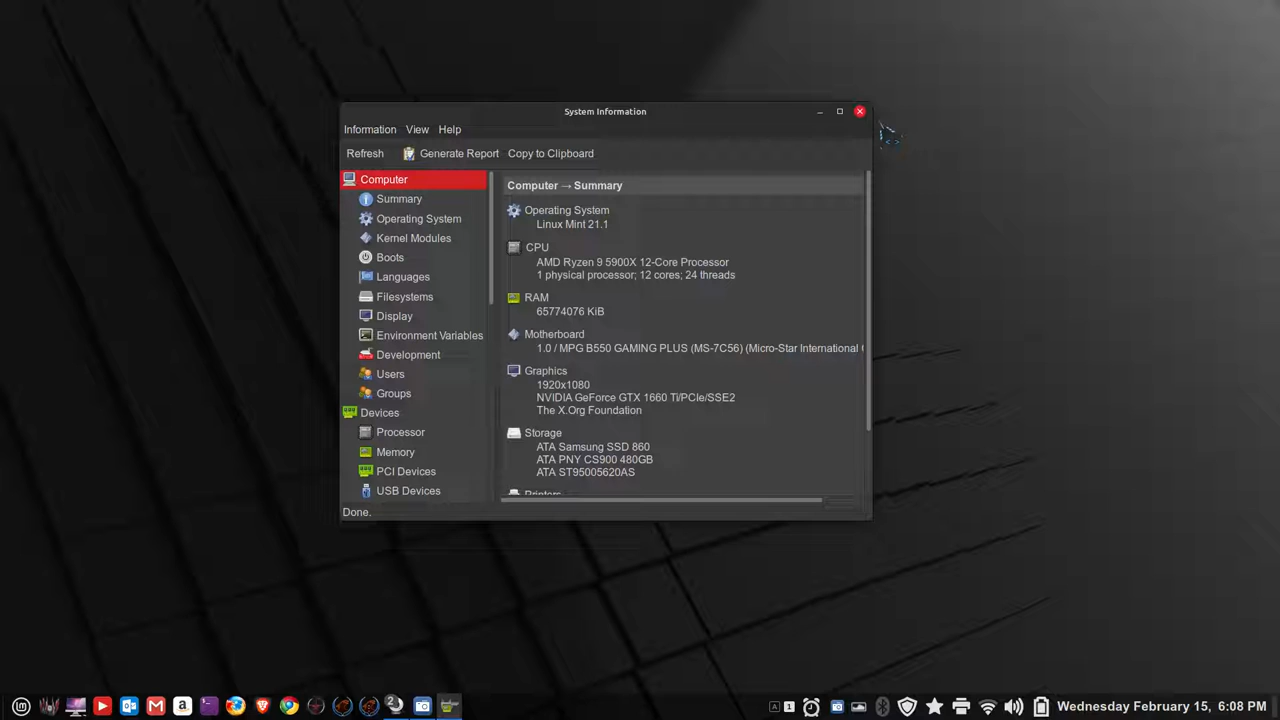 System Information
Information View Help
Refresh Generate Report Copy to Clipboard
Computer
Summary
Operating System
Kernel Modules
Boots
Languages
Filesystems
Display
Environment Variables
Development
Users
Groups
Devices
Processor
Memory
PCI Devices
USB Devices
Computer → Summary
Operating System
Linux Mint 21.1
CPU
AMD Ryzen 9 5900X 12-Core Processor
1 physical processor; 12 cores; 24 threads
RAM
65774076 KiB
Motherboard
1.0 / MPG B550 GAMING PLUS (MS-7C56) (Micro-Star International
Graphics
1920x1080
NVIDIA GeForce GTX 1660 Ti/PCIe/SSE2
The X.Org Foundation
Storage
ATA Samsung SSD 860
ATA PNY CS900 480GB
ATA ST95005620AS
Printers
Done.
A 1 Wednesday February 15, 6:08 PM